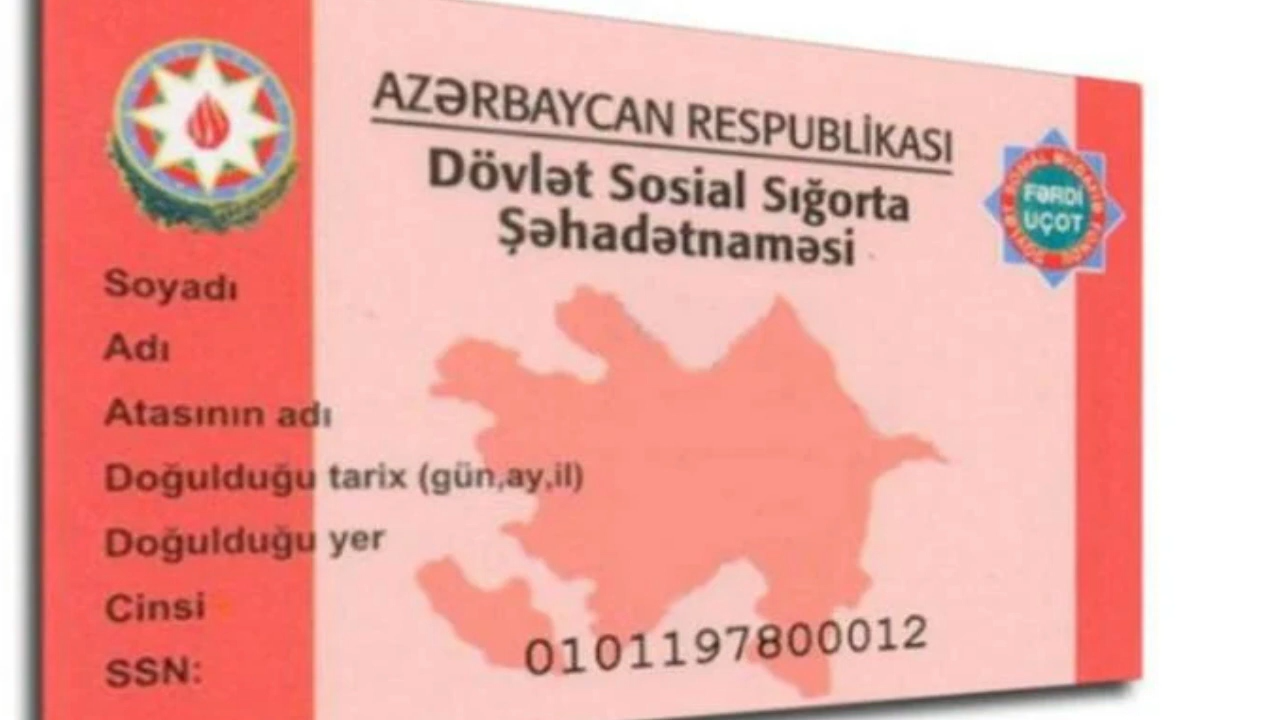 AZƏRBAYCAN RESPUBLİKASI
Dövlət Sosial Sığorta
Şəhadətnaməsi
FƏRDİ
UÇOT
Soyadı
Adı
Atasının adı
Doğulduğu tarix (gün,ay,il)
Doğulduğu yer
Cinsi
SSN:
0101197800012